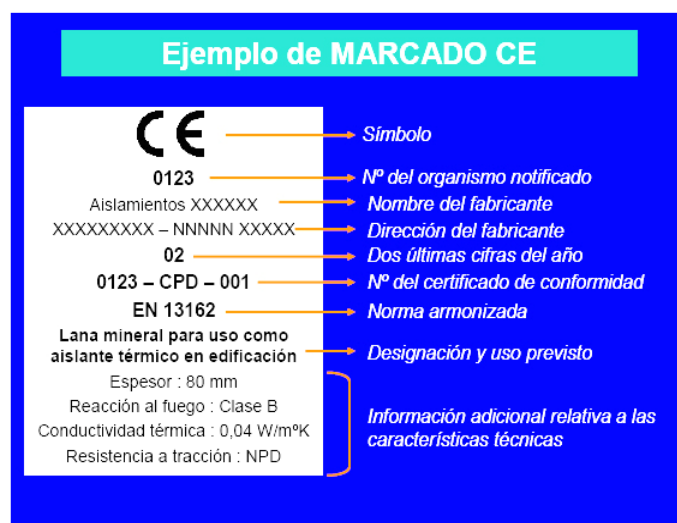 Ejemplo de MARCADO CE
CE
Símbolo
0123
Nº del organismo notificado
Aislamientos XXXXXX
Nombre del fabricante
XXXXXXXXX – NNNNN XXXXX
Dirección del fabricante
02
Dos últimas cifras del año
0123 – CPD – 001
Nº del certificado de conformidad
EN 13162
Norma armonizada
Lana mineral para uso como
aislante térmico en edificación
Designación y uso previsto
Espesor : 80 mm
Reacción al fuego : Clase B
Conductividad térmica : 0,04 W/mºK
Resistencia a tracción : NPD
Información adicional relativa a las
características técnicas